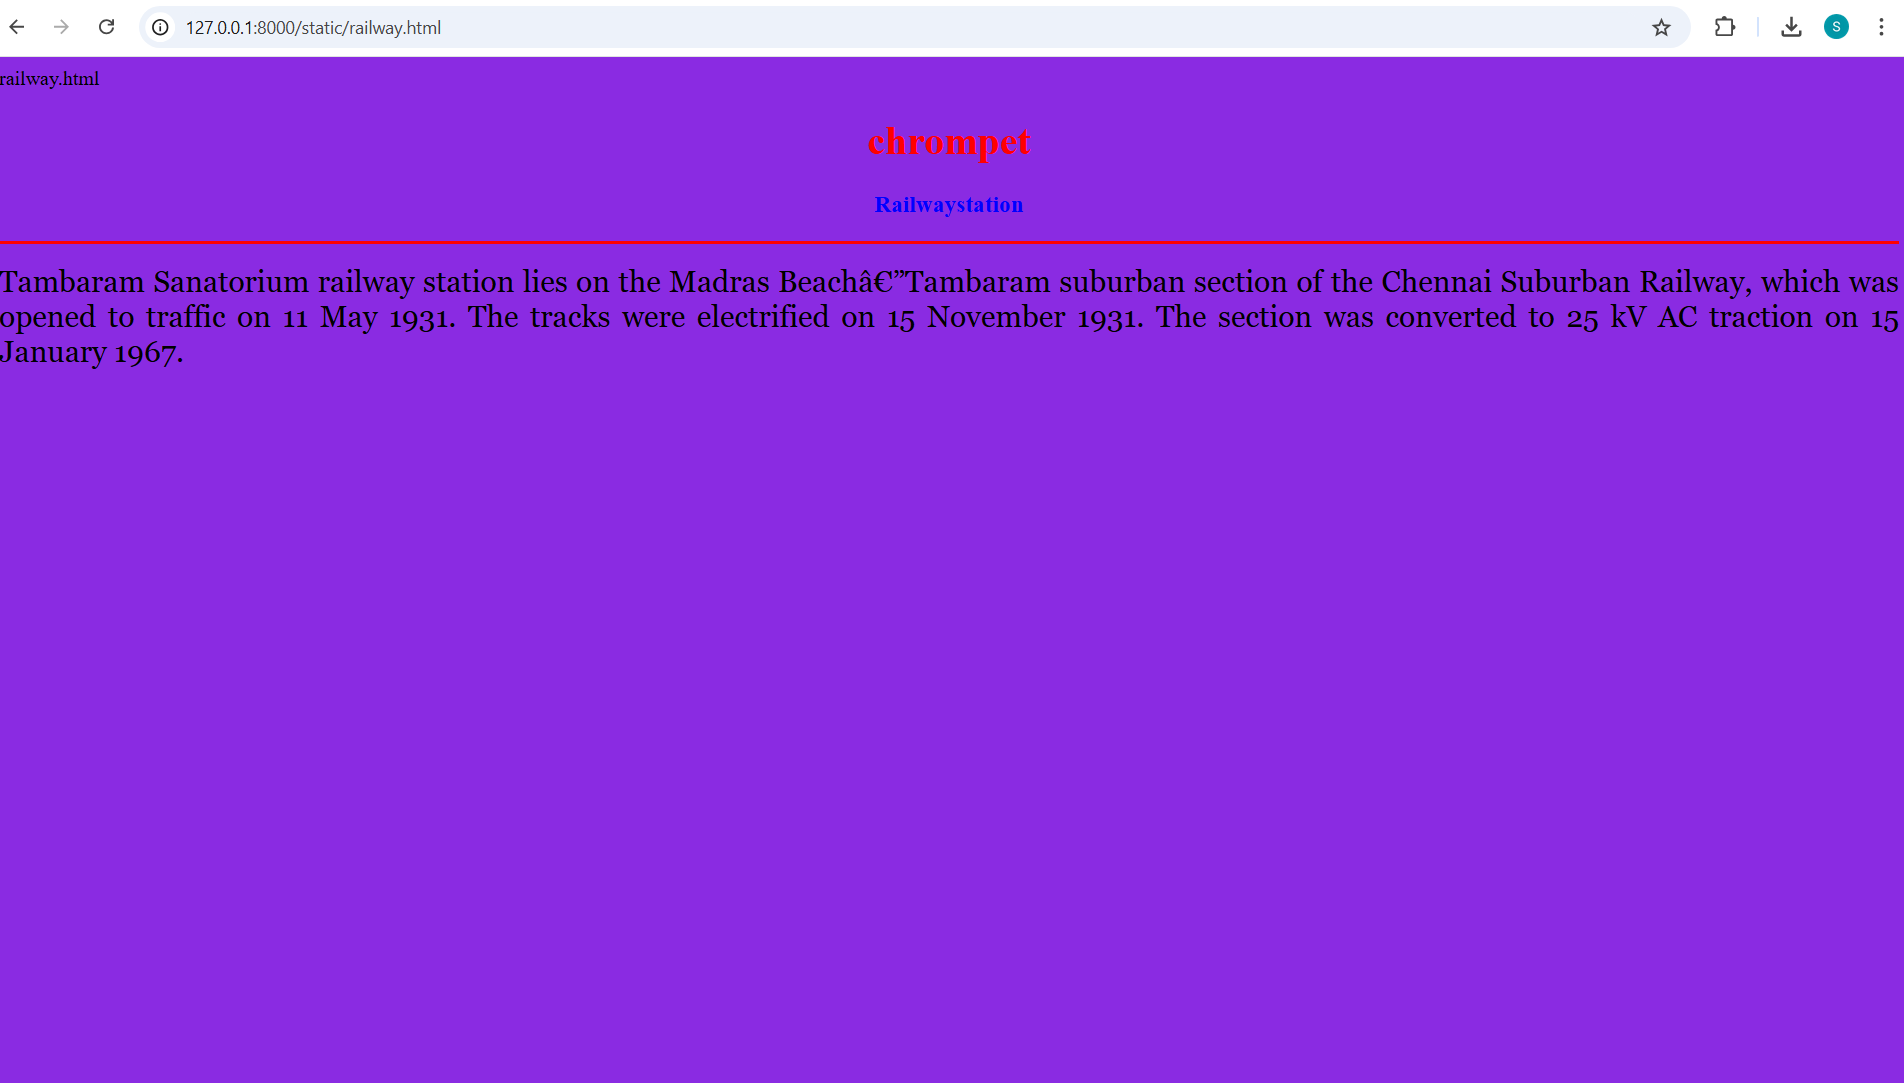 127.0.0.1:8000/static/railway.html
S
railway.html
chrompet
Railwaystation
Tambaram Sanatorium railway station lies on the Madras Beachâ€”Tambaram suburban section of the Chennai Suburban Railway, which was
opened to traffic on 11 May 1931. The tracks were electrified on 15 November 1931. The section was converted to 25 kV AC traction on 15
January 1967.